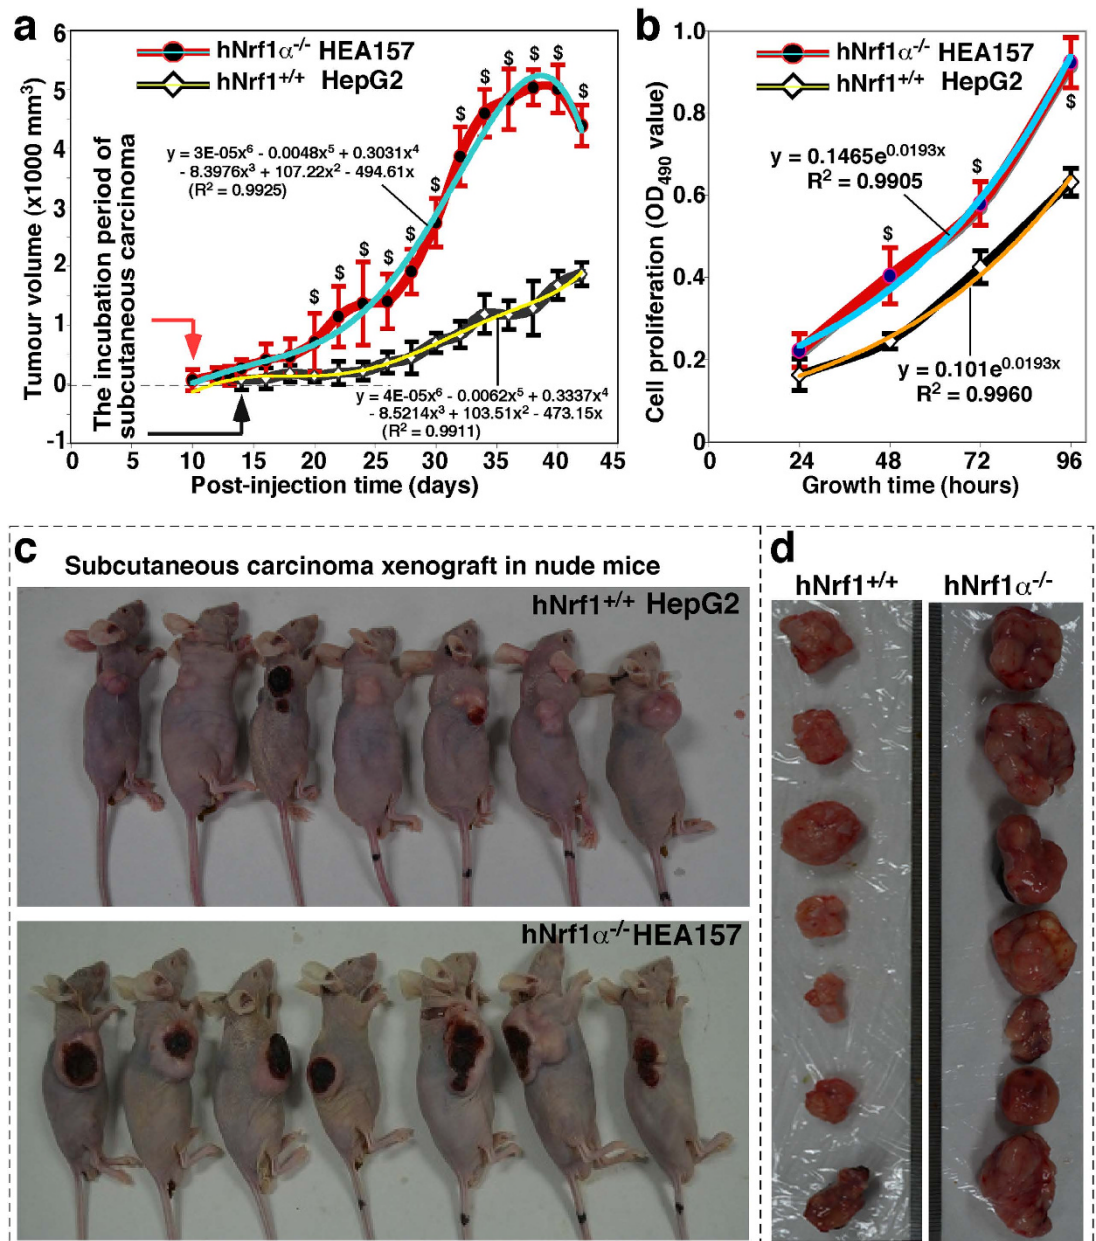 a
hNrf1α-/- HEA157
hNrf1+/+ HepG2
Tumour volume (x1000 mm3)
6
5
4
3
2
1
0
-1
The incubation period of
subcutaneous carcinoma
y = 3E-05x6 - 0.0048x5 + 0.3031x4
- 8.3976x3 + 107.22x2 - 494.61x
(R2 = 0.9925)
$ $ $ $ $ $ $ $ $ $ $ $
y = 4E-05x6 - 0.0062x5 + 0.3337x4
- 8.5214x3 + 103.51x2 - 473.15x
(R2 = 0.9911)
0 5 10 15 20 25 30 35 40 45
Post-injection time (days)
b
hNrf1α-/- HEA157
hNrf1+/+ HepG2
Cell proliferation (OD490 value)
1.0
0.8
0.6
0.4
0.2
0
y = 0.1465e0.0193x
R2 = 0.9905
$ $ $
y = 0.101e0.0193x
R2 = 0.9960
0 24 48 72 96
Growth time (hours)
c
Subcutaneous carcinoma xenograft in nude mice
hNrf1+/+ HepG2
hNrf1α-/- HEA157
d
hNrf1+/+ hNrf1α-/-